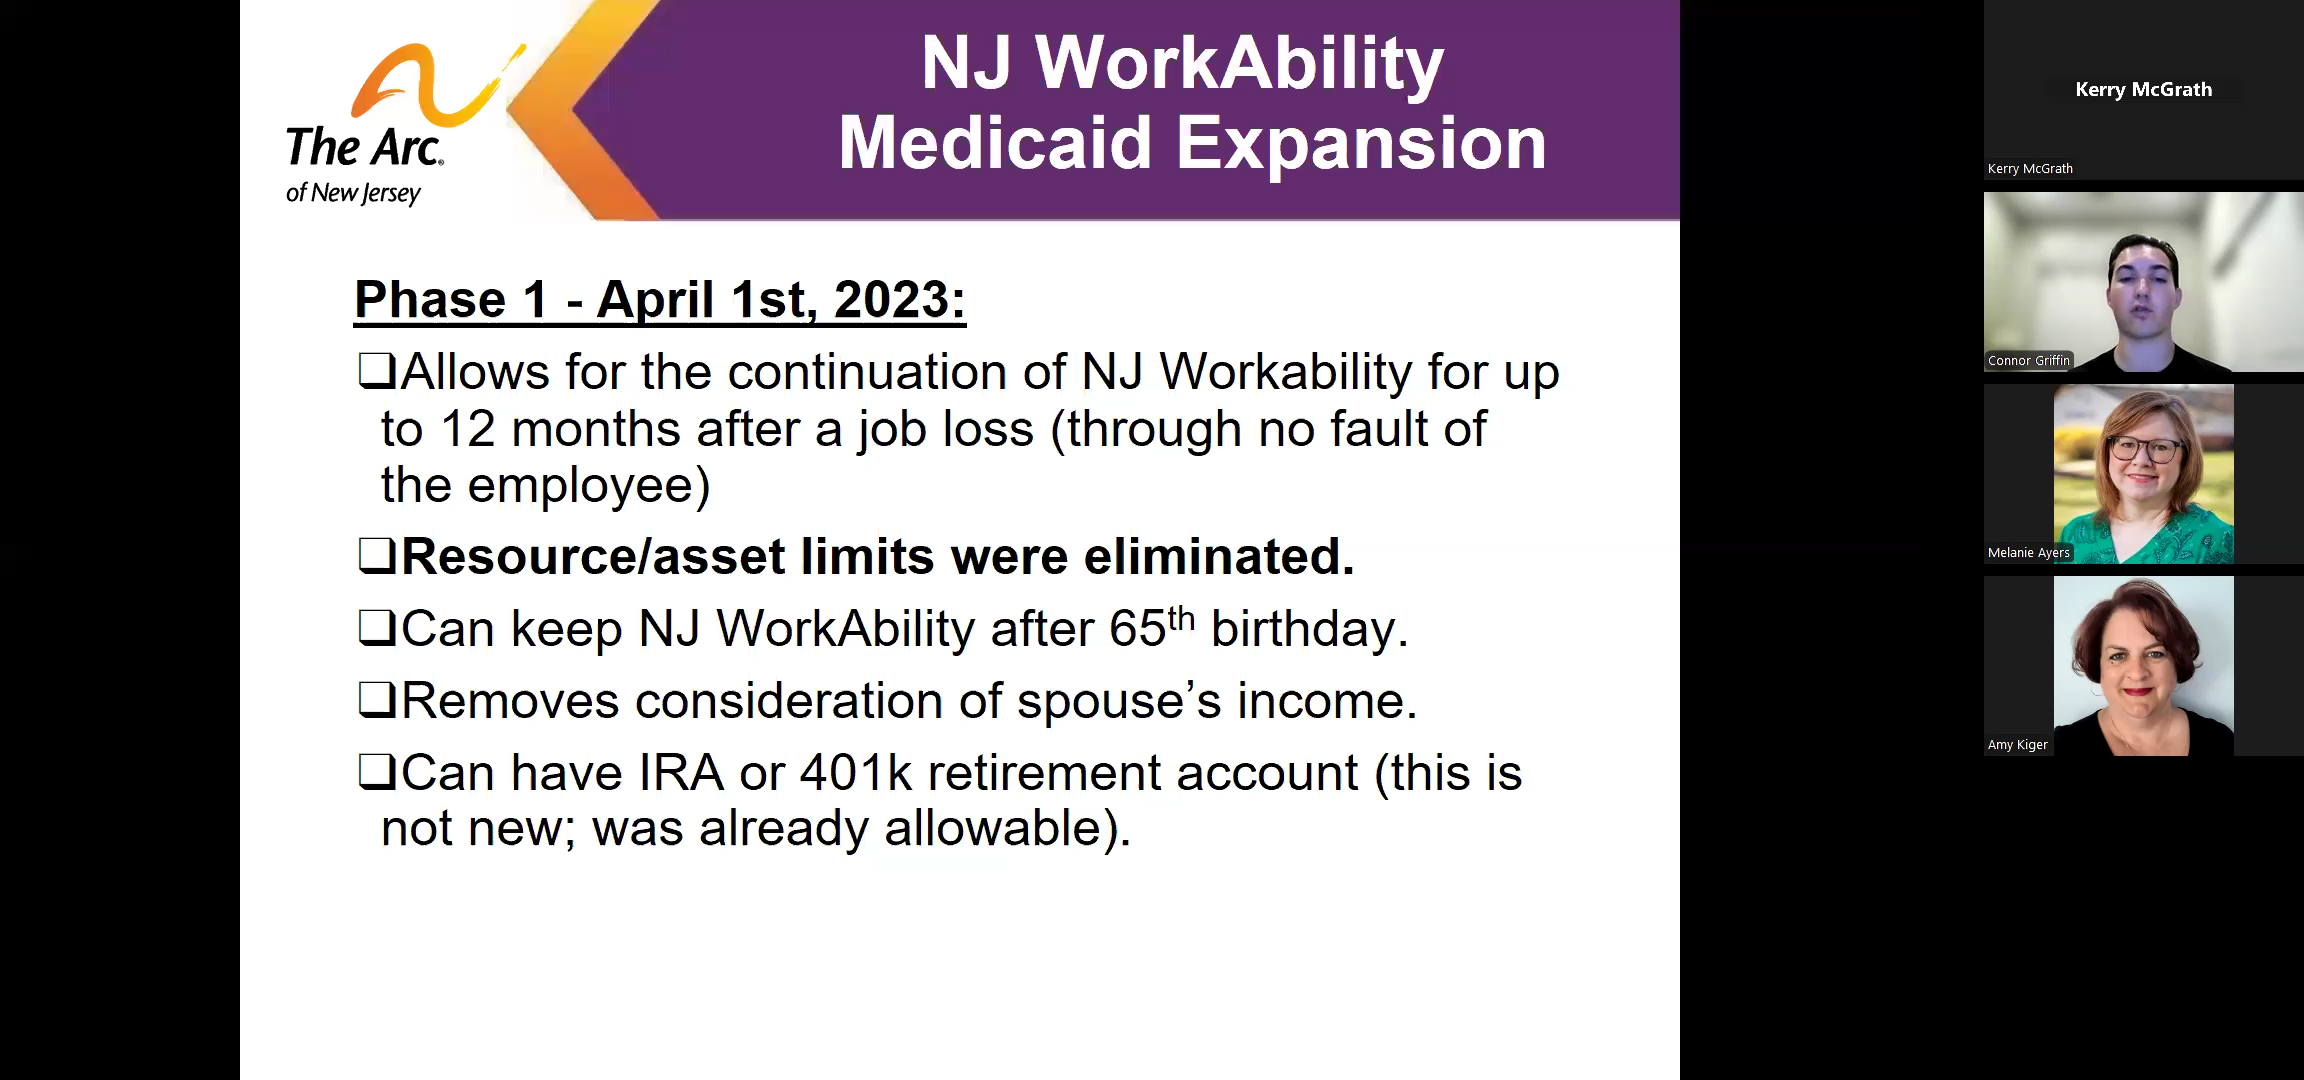 The Arc®
of New Jersey
NJ WorkAbility
Medicaid Expansion
Phase 1 - April 1st, 2023:
❑Allows for the continuation of NJ Workability for up
to 12 months after a job loss (through no fault of
the employee)
❑Resource/asset limits were eliminated.
❑Can keep NJ WorkAbility after 65th birthday.
❑Removes consideration of spouse’s income.
❑Can have IRA or 401k retirement account (this is
not new; was already allowable).
Kerry McGrath
Kerry McGrath
Connor Griffin
Melanie Ayers
Amy Kiger